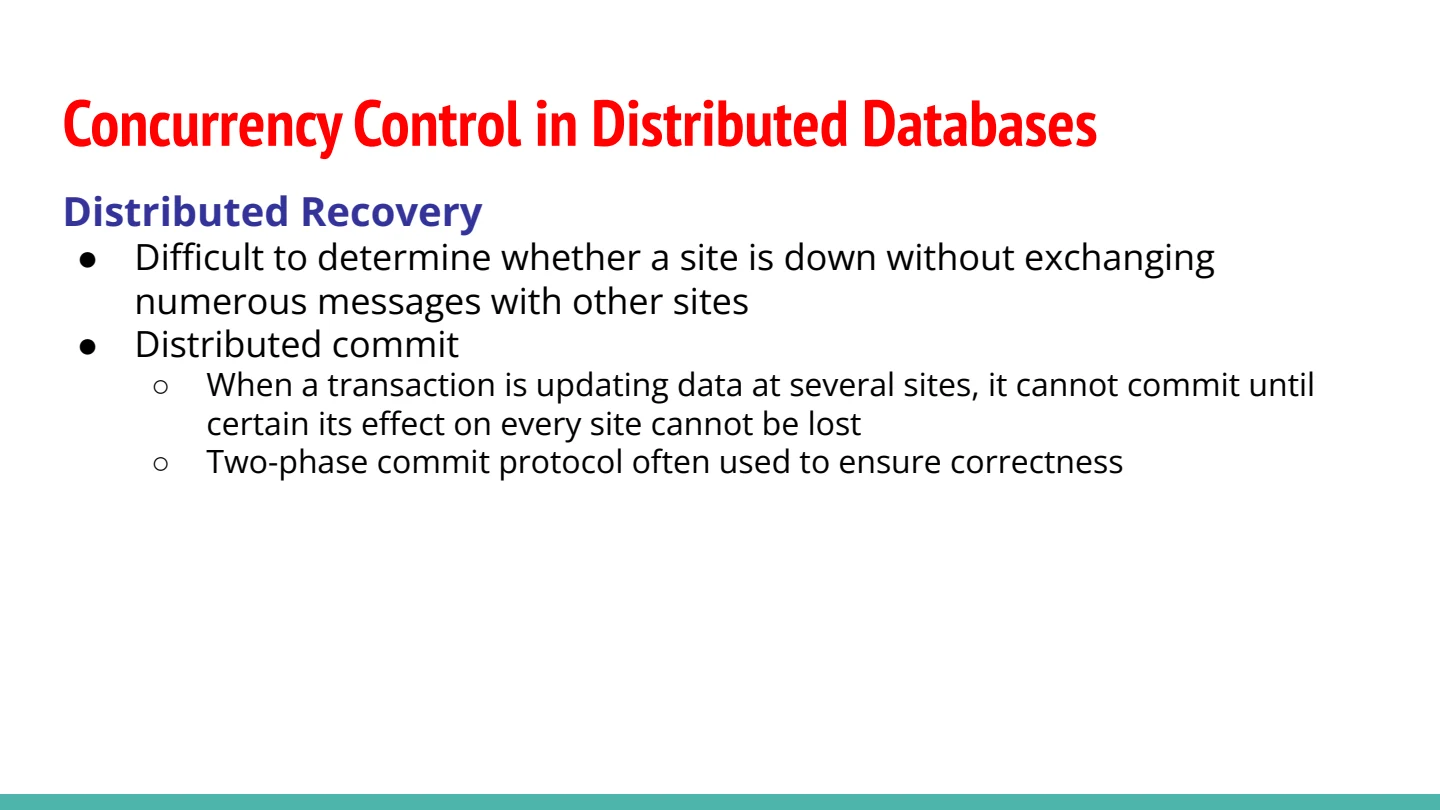 Concurrency Control in Distributed Databases
Distributed Recovery
● Difficult to determine whether a site is down without exchanging
numerous messages with other sites
● Distributed commit
○ When a transaction is updating data at several sites, it cannot commit until
certain its effect on every site cannot be lost
○ Two-phase commit protocol often used to ensure correctness